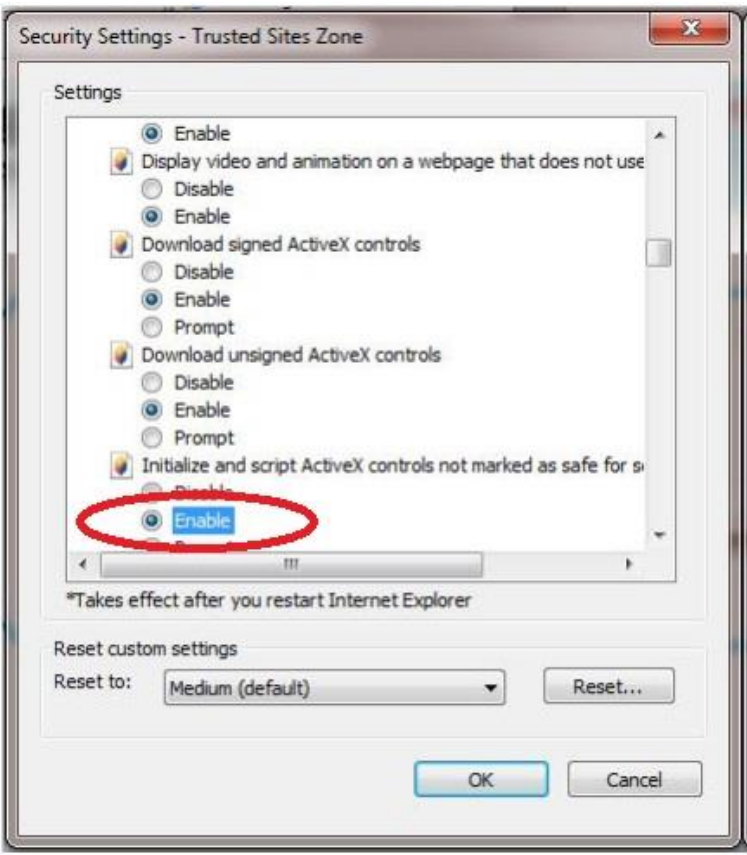 Security Settings - Trusted Sites Zone
Settings
Enable
Display video and animation on a webpage that does not use
Disable
Enable
Download signed ActiveX controls
Disable
Enable
Prompt
Download unsigned ActiveX controls
Disable
Enable
Prompt
Initialize and script ActiveX controls not marked as safe for
Disable
Enable
*Takes effect after you restart Internet Explorer
Reset custom settings
Reset to:
Medium (default)
Reset...
OK
Cancel